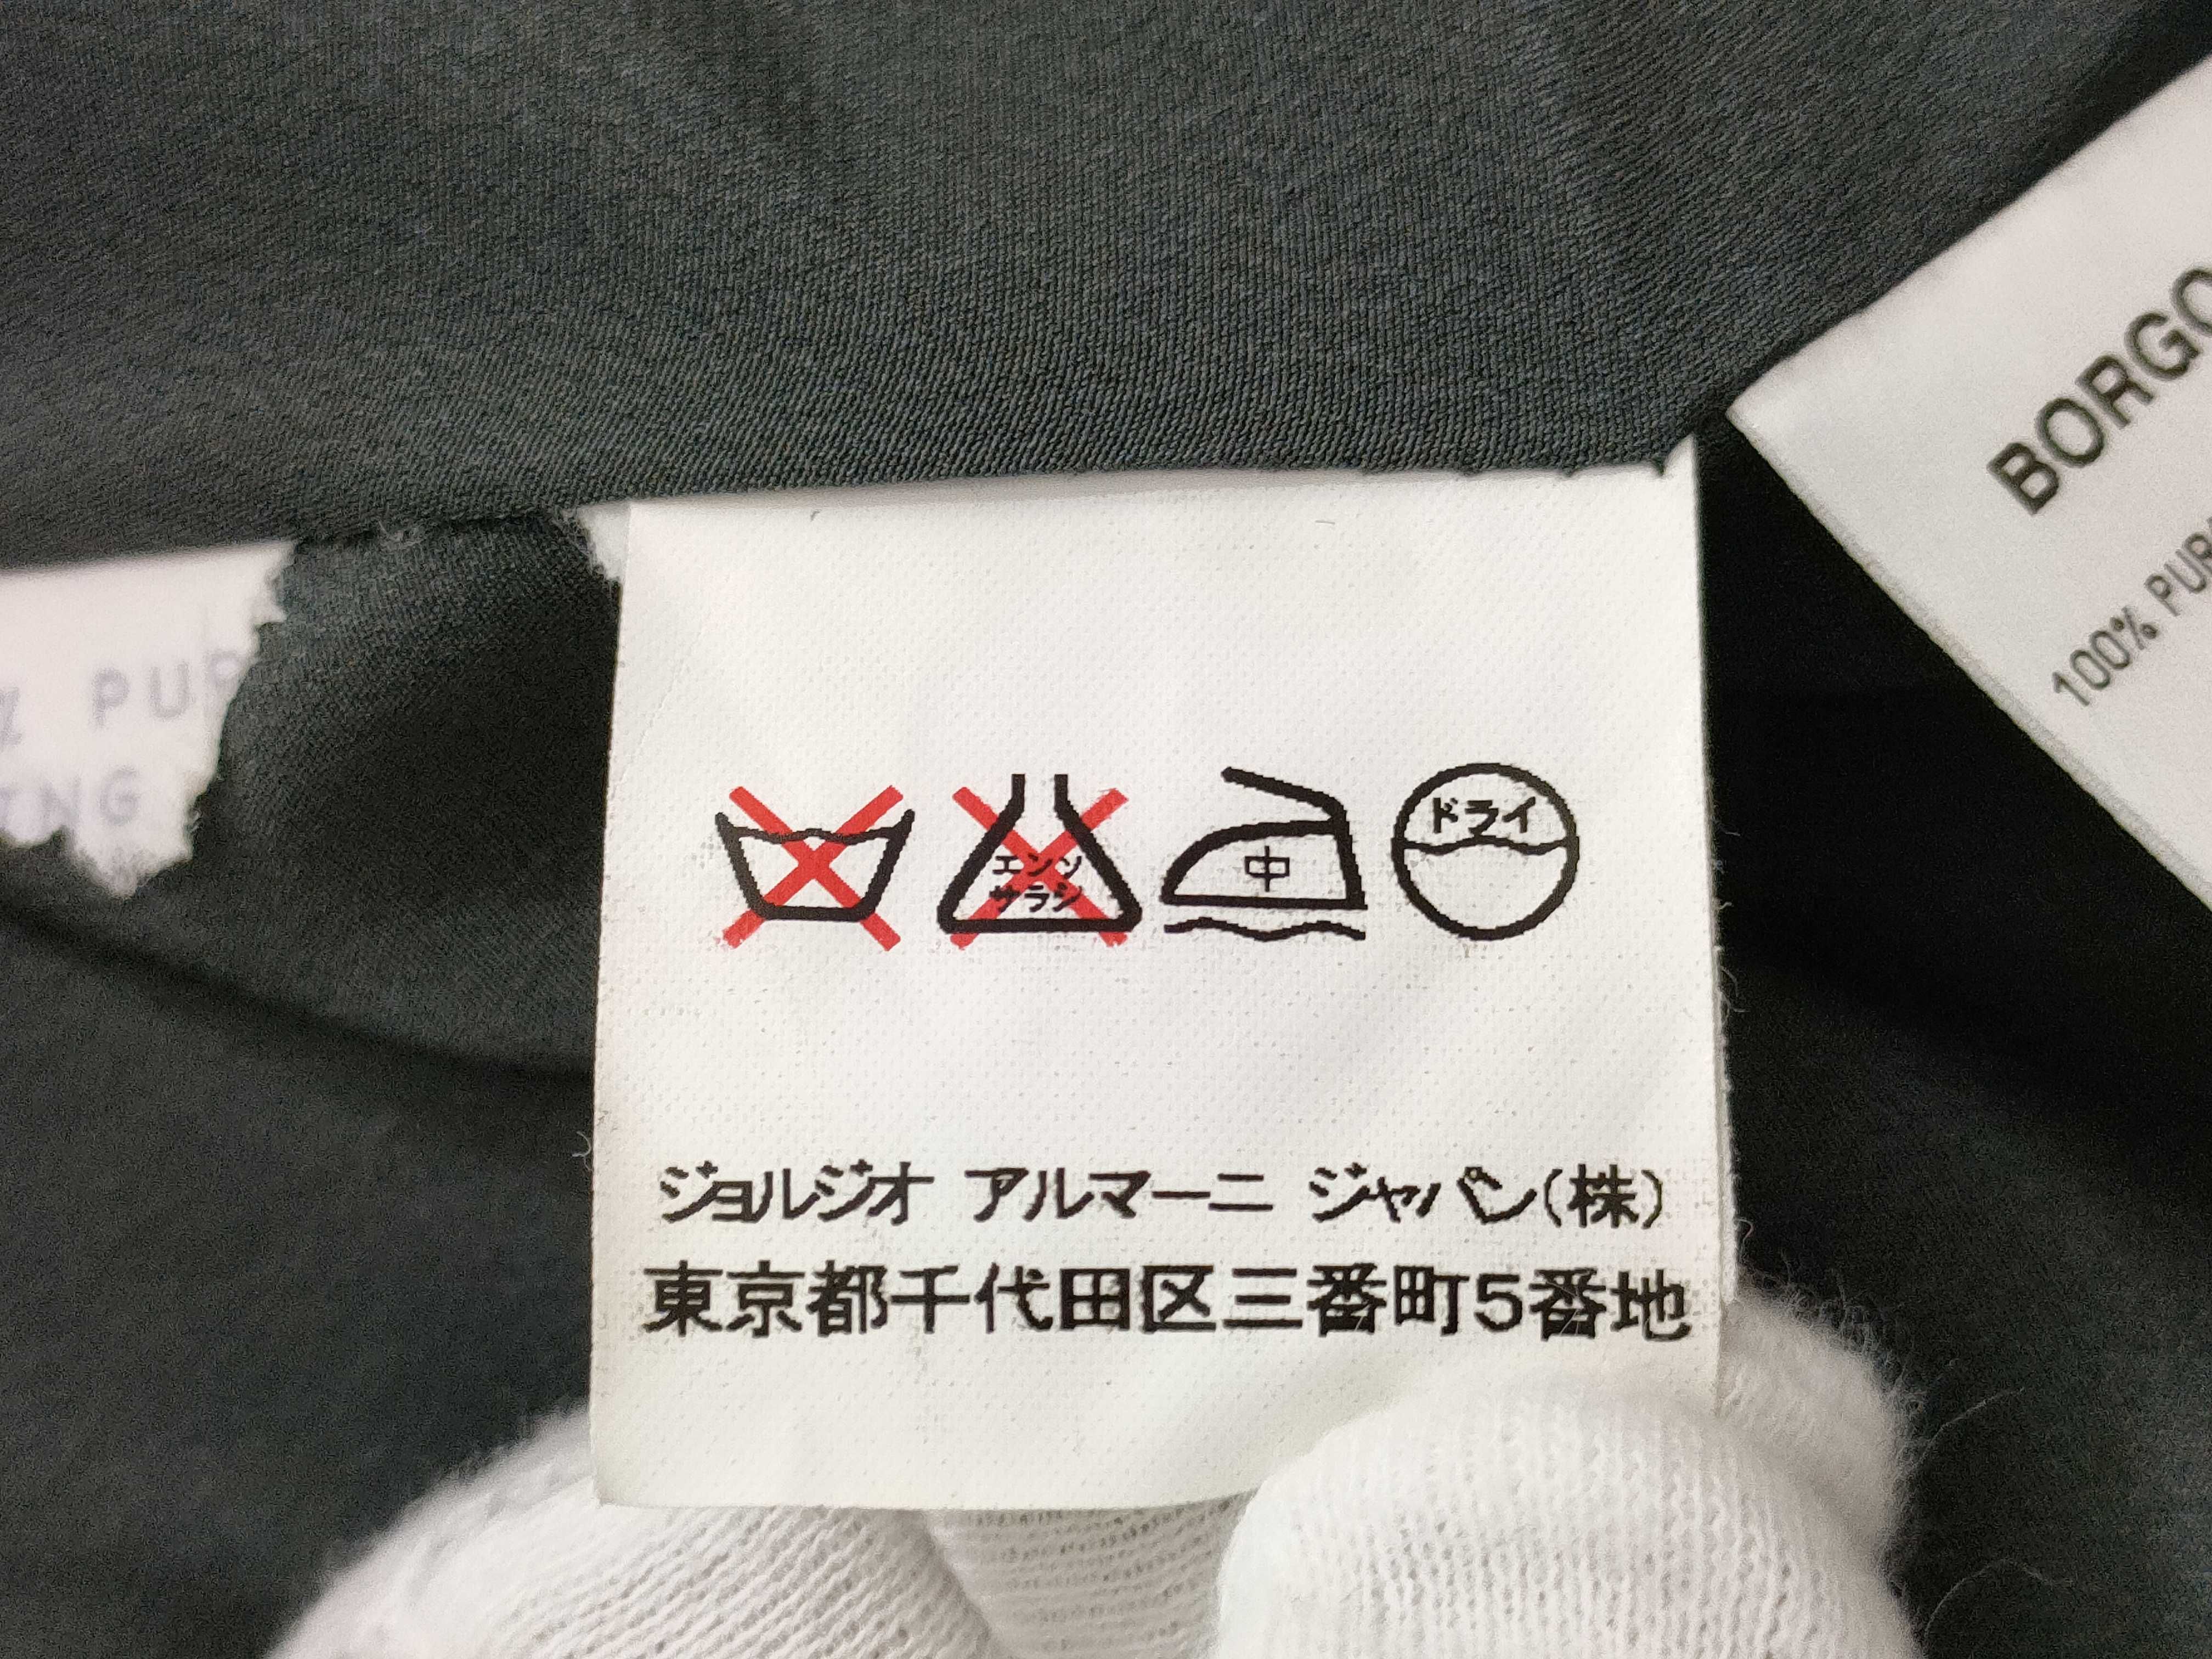 エンソ
サラシ
中
ドライ
ジョルジオ アルマーニ ジャパン(株)
東京都千代田区三番町5番地
BORGO
100%